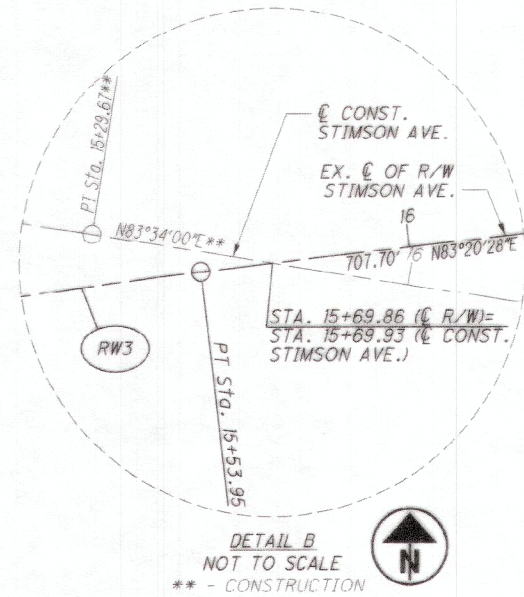 PT Sta. 15+29.67**
℄ CONST.
STIMSON AVE.
EX. ℄ OF R/W
STIMSON AVE.
N83°34'00"E**
16
707.70'
16
N83°20'28"E
RW3
STA. 15+69.86 (℄ R/W)=
STA. 15+69.93 (℄ CONST.
STIMSON AVE.)
PT Sta. 15+53.95
DETAIL B
NOT TO SCALE
** - CONSTRUCTION
N